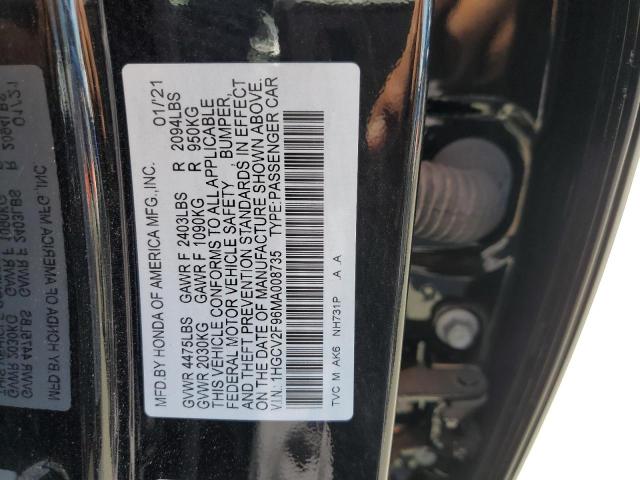 MFD.BY HONDA OF AMERICA MFG.,INC. 01/'21
GVWR 4475LBS GAWR F 2403LBS R 2094LBS
GVWR 2030KG GAWR F 1090KG R 950KG
THIS VEHICLE CONFORMS TO ALL APPLICABLE
FEDERAL MOTOR VEHICLE SAFETY , BUMPER,
AND THEFT PREVENTION STANDARDS IN EFFECT
ON THE DATE OF MANUFACTURE SHOWN ABOVE.
V.I.N.:1HGCV2F96MA008735 TYPE:PASSENGER CAR
TVC M AK6 NH731P A A